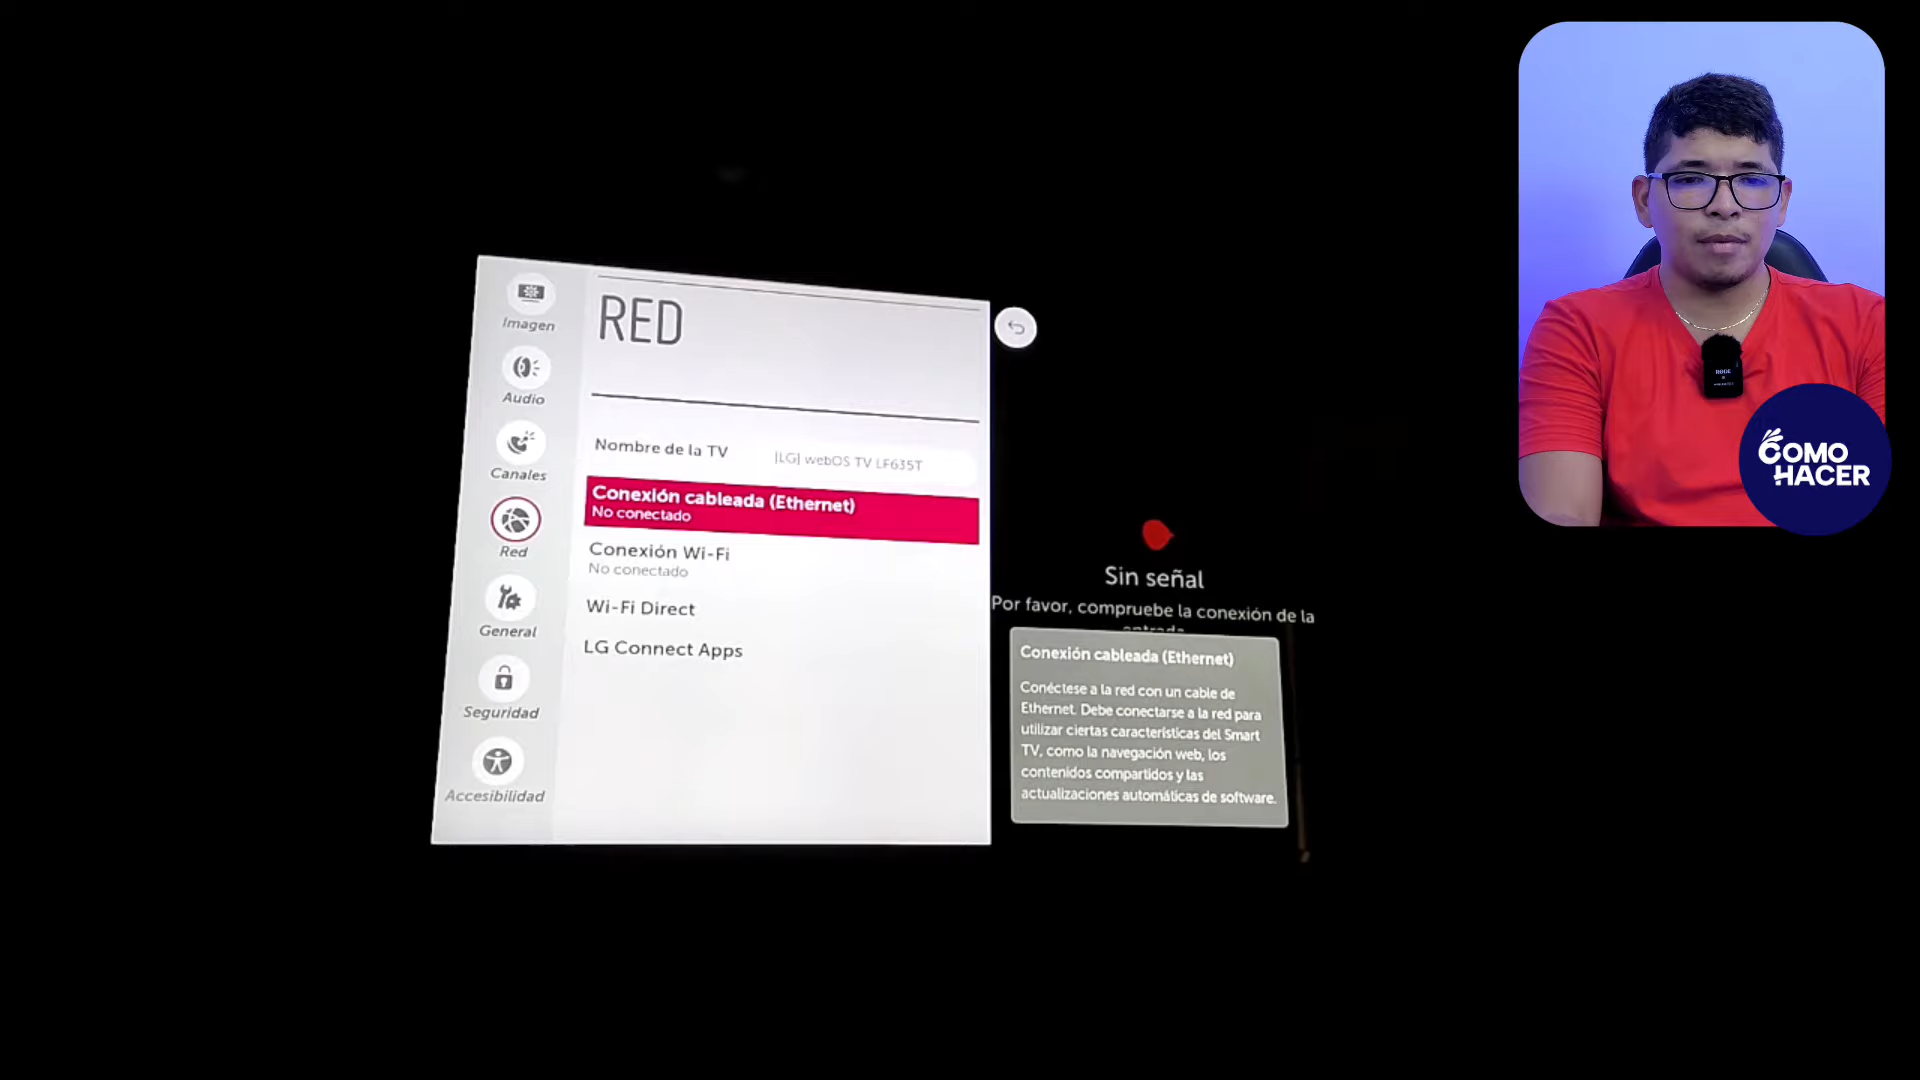 Imagen
Audio
Canales
Red
General
Seguridad
Accesibilidad
RED
Nombre de la TV
[LG] webOS TV LF635T
Conexión cableada (Ethernet)
No conectado
Conexión Wi-Fi
No conectado
Wi-Fi Direct
LG Connect Apps
Sin señal
Por favor, compruebe la conexión de la
entrada
Conexión cableada (Ethernet)
Conéctese a la red con un cable de
Ethernet. Debe conectarse a la red para
utilizar ciertas características del Smart
TV, como la navegación web, los
contenidos compartidos y las
actualizaciones automáticas de software.
RODE
COMO
HACER